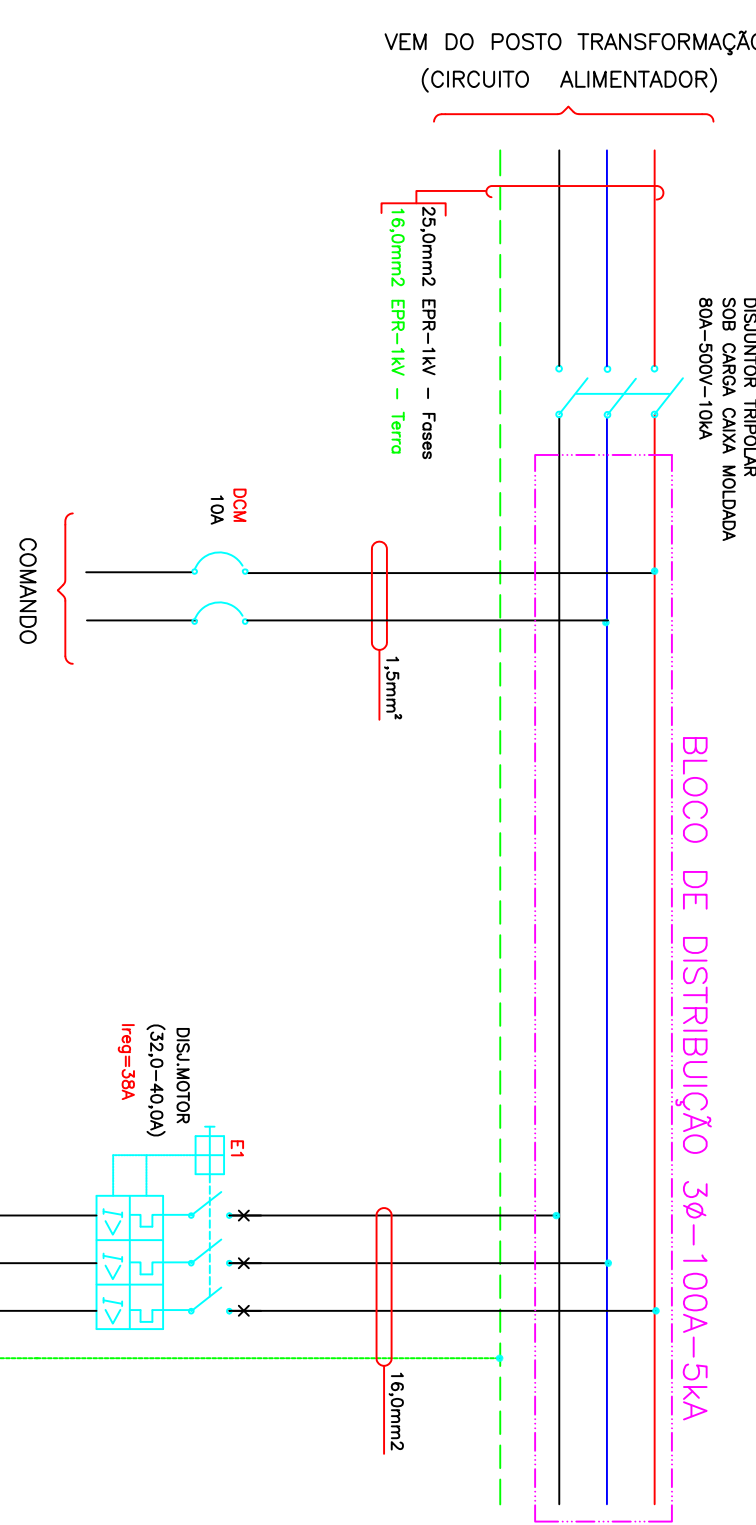 VEM DO POSTO TRANSFORMAÇÃO
(CIRCUITO ALIMENTADOR)
DISJUNTOR TRIPOLAR
SOB CARGA CAIXA MOLDADA
80A-500V-10kA
25,0mm2 EPR-1kV - Fases
16,0mm2 EPR-1kV - Terra
DCM
10A
COMANDO
1,5mm²
BLOCO DE DISTRIBUIÇÃO 3Ø-100A-5kA
DISJ.MOTOR
(32,0-40,0A)
Ireg=38A
E1
I>
I>
I>
16,0mm2